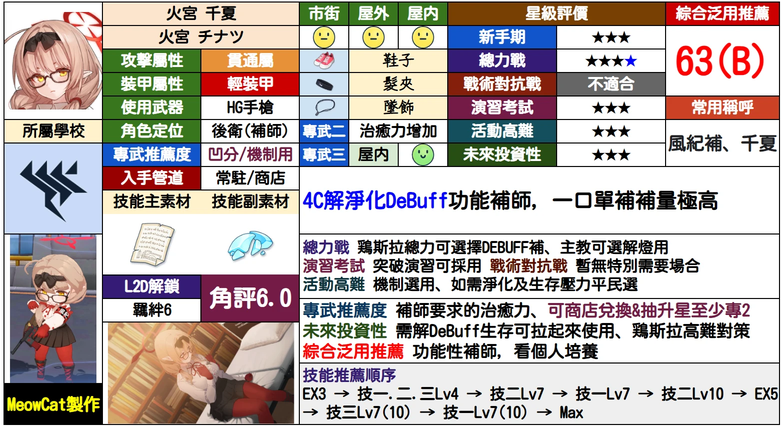 火宮 千夏
火宮 チナツ
攻擊屬性 貫通屬
裝甲屬性 輕裝甲
使用武器 HG手槍
所屬學校
角色定位 後衛(補師)
專武推薦度 凹分/機制用
入手管道 常駐/商店
技能主素材 技能副素材
L2D解鎖
羈絆6
角評6.0
MeowCat製作
市街 屋外 屋內
鞋子
髮夾
墜飾
專武二 治癒力增加
專武三 屋內
星級評價
新手期 ★★★
總力戰 ★★★★
戰術對抗戰 不適合
演習考試 ★★★
活動高難 ★★★
未來投資性 ★★★
綜合泛用推薦
63(B)
常用稱呼
風紀補、千夏
4C解淨化DeBuff功能補師, 一口單補補量極高
總力戰 鶏斯拉總力可選擇DEBUFF補、主教可選解燈用
演習考試 突破演習可採用 戰術對抗戰 暫無特別需要場合
活動高難 機制選用、如需淨化及生存壓力平民選
專武推薦度 補師要求的治癒力、可商店兌換&抽升星至少專2
未來投資性 需解DeBuff生存可拉起來使用、鶏斯拉高難對策
綜合泛用推薦 功能性補師, 看個人培養
技能推薦順序
EX3 → 技一.二.三Lv4 → 技二Lv7 → 技一Lv7 → 技二Lv10 → EX5
→ 技三Lv7(10) → 技一Lv7(10) → Max